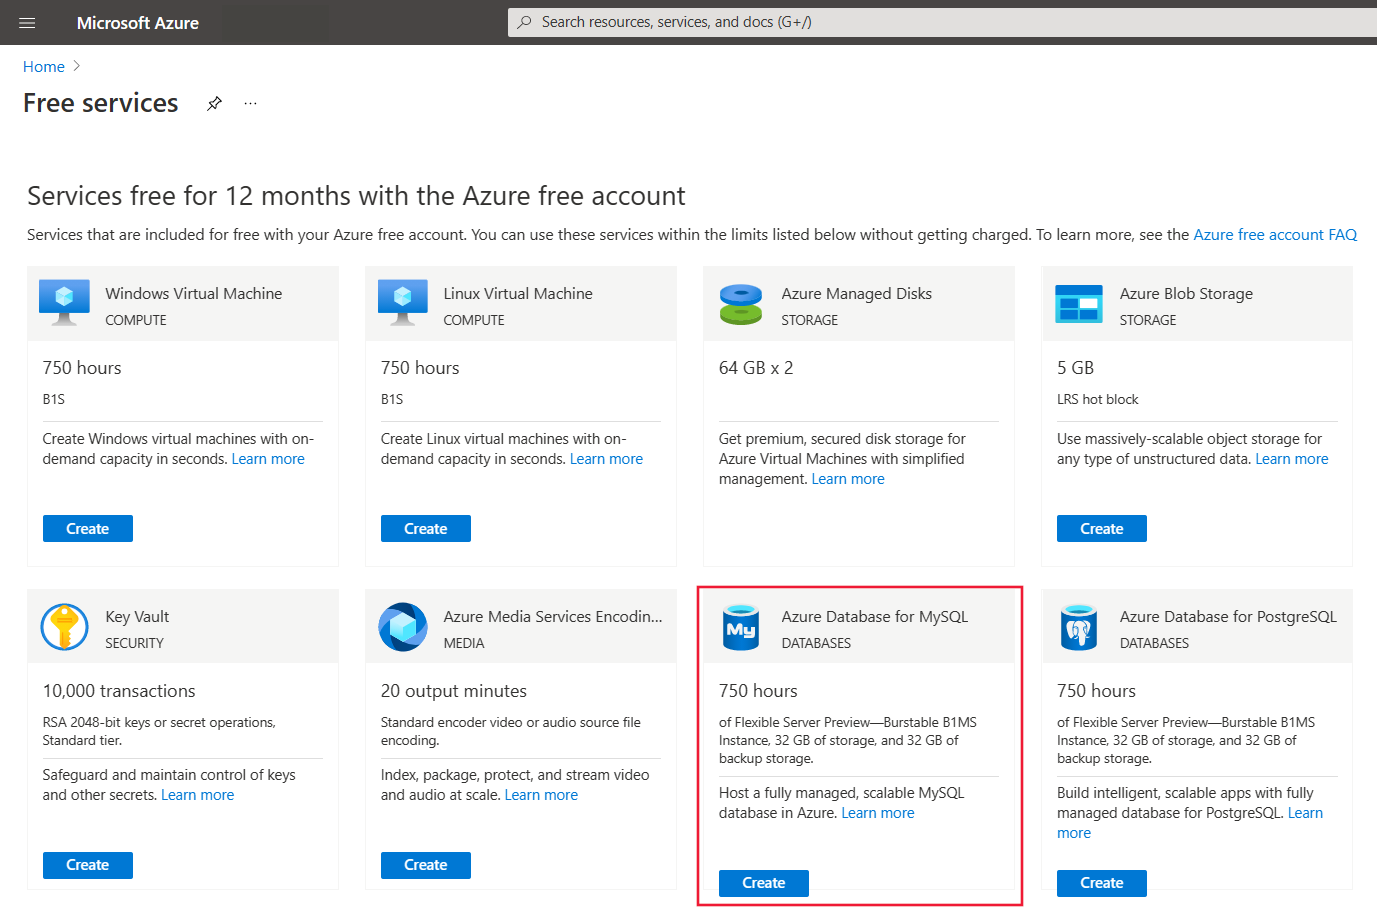 Microsoft Azure
Search resources, services, and docs (G+/)
Home
Free services
Services free for 12 months with the Azure free account
Services that are included for free with your Azure free account. You can use these services within the limits listed below without getting charged. To learn more, see the Azure free account FAQ
Windows Virtual Machine
COMPUTE
750 hours
B1S
Create Windows virtual machines with on-
demand capacity in seconds. Learn more
Create
Linux Virtual Machine
COMPUTE
750 hours
B1S
Create Linux virtual machines with on-
demand capacity in seconds. Learn more
Create
Azure Managed Disks
STORAGE
64 GB x 2
Get premium, secured disk storage for
Azure Virtual Machines with simplified
management. Learn more
Azure Blob Storage
STORAGE
5 GB
LRS hot block
Use massively-scalable object storage for
any type of unstructured data. Learn more
Create
Key Vault
SECURITY
10,000 transactions
RSA 2048-bit keys or secret operations,
Standard tier.
Safeguard and maintain control of keys
and other secrets. Learn more
Create
Azure Media Services Encodin...
MEDIA
20 output minutes
Standard encoder video or audio source file
encoding.
Index, package, protect, and stream video
and audio at scale. Learn more
Create
My
Azure Database for MySQL
DATABASES
750 hours
of Flexible Server Preview—Burstable B1MS
Instance, 32 GB of storage, and 32 GB of
backup storage.
Host a fully managed, scalable MySQL
database in Azure. Learn more
Create
Azure Database for PostgreSQL
DATABASES
750 hours
of Flexible Server Preview—Burstable B1MS
Instance, 32 GB of storage, and 32 GB of
backup storage.
Build intelligent, scalable apps with fully
managed database for PostgreSQL. Learn
more
Create